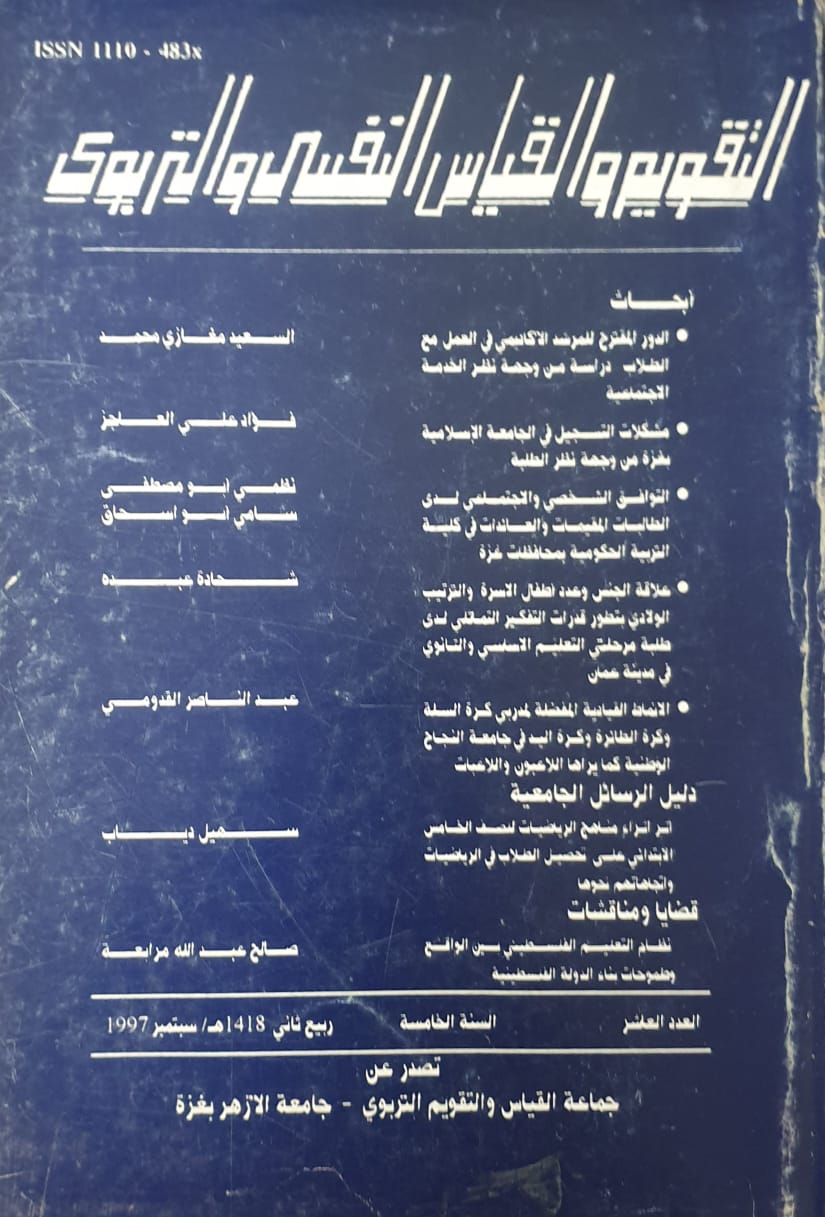 ISSN 1110 - 483x
التقويم والقياس النفسي والتربوي
أبحاث
● الدور المقترح للمرشد الأكاديمي في العمل مع السعيد مغازي محمد
الطلاب دراسة من وجهة نظر الخدمة
الاجتماعية
● مشكلات التسجيل في الجامعة الإسلامية فؤاد علي العاجز
بغزة من وجهة نظر الطلبة
● التوافق الشخصي والاجتماعي لدى نظمي أبو مصطفى
الطالبات المقيمات والعائدات في كلية سامي أبو اسحاق
التربية الحكومية بمحافظات غزة
● علاقة الجنس وعدد أطفال الأسرة والترتيب شحادة عبده
الولادي بتطور قدرات التفكير التماثلي لدى
طلبة مرحلتي التعليم الأساسي والثانوي
في مدينة عمان
● الأنماط القيادية المفضلة لمدربي كرة السلة عبد الناصر القدومي
وكرة الطائرة وكرة اليد في جامعة النجاح
الوطنية كما يراها اللاعبون واللاعبات
دليل الرسائل الجامعية
أثر إثراء مناهج الرياضيات للصف الخامس سهيل دياب
الابتدائي على تحصيل الطلاب في الرياضيات
واتجاهاتهم نحوها
قضايا ومناقشات
نظام التعليم الفلسطيني بين الواقع صالح عبد الله مرابعة
وطموحات بناء الدولة الفلسطينية
العدد العاشر السنة الخامسة ربيع ثاني 1418هـ/ سبتمبر 1997
تصدر عن
جماعة القياس والتقويم التربوي - جامعة الأزهر بغزة